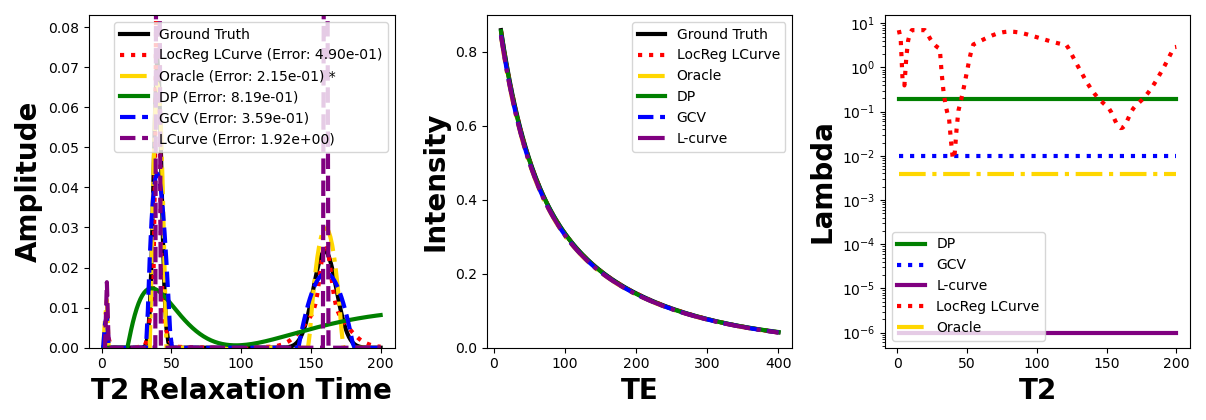 0.08
0.07
0.06
0.05
0.04
0.03
0.02
0.01
0.00
Amplitude
Ground Truth
LocReg LCurve (Error: 4.90e-01)
Oracle (Error: 2.15e-01) *
DP (Error: 8.19e-01)
GCV (Error: 3.59e-01)
LCurve (Error: 1.92e+00)
0 50 100 150 200
T2 Relaxation Time
0.8
0.6
0.4
0.2
0.0
Intensity
Ground Truth
LocReg LCurve
Oracle
DP
GCV
L-curve
0 100 200 300 400
TE
10^1
10^0
10^-1
10^-2
10^-3
10^-4
10^-5
10^-6
Lambda
DP
GCV
L-curve
LocReg LCurve
Oracle
0 50 100 150 200
T2